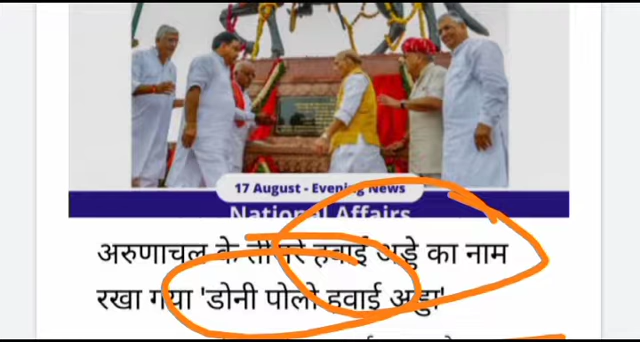 17 August - Evening News
National Affairs
अरुणाचल के तीसरे हवाई अड्डे का नाम
रखा गया 'डोनी पोलो हवाई अड्डा'